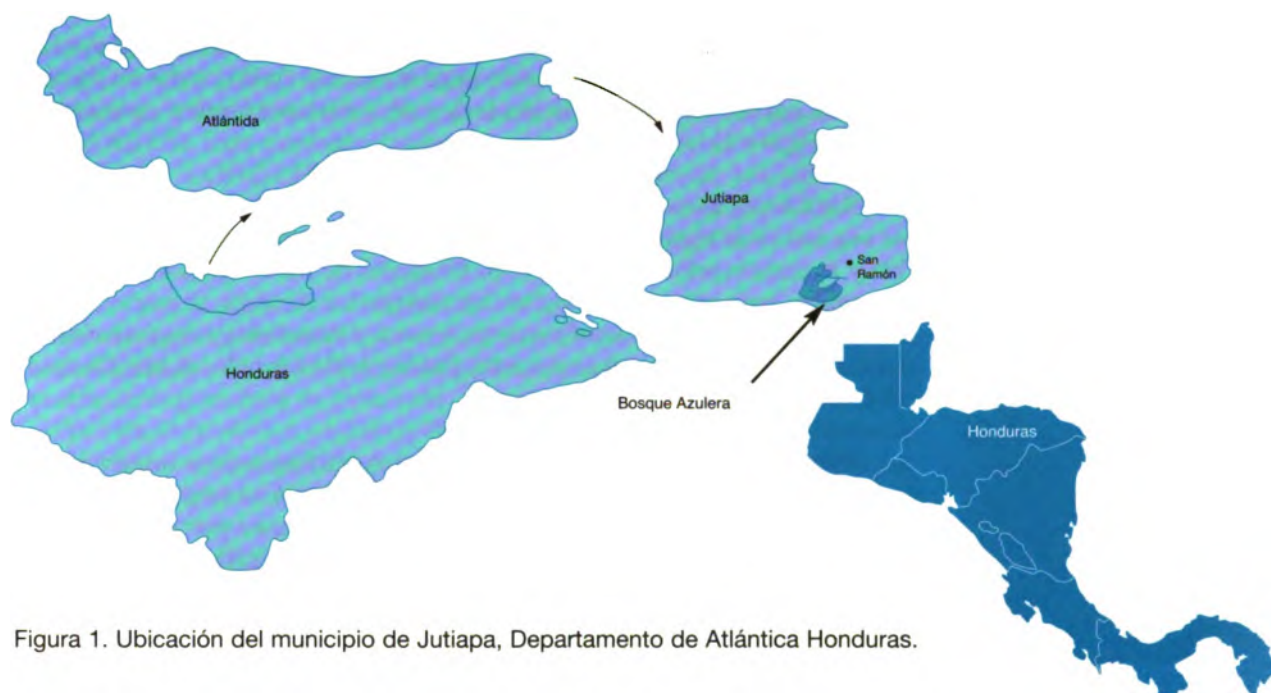 Atlántida
Jutiapa
San
Ramón
Honduras
Bosque Azulera
Honduras
Figura 1. Ubicación del municipio de Jutiapa, Departamento de Atlántica Honduras.